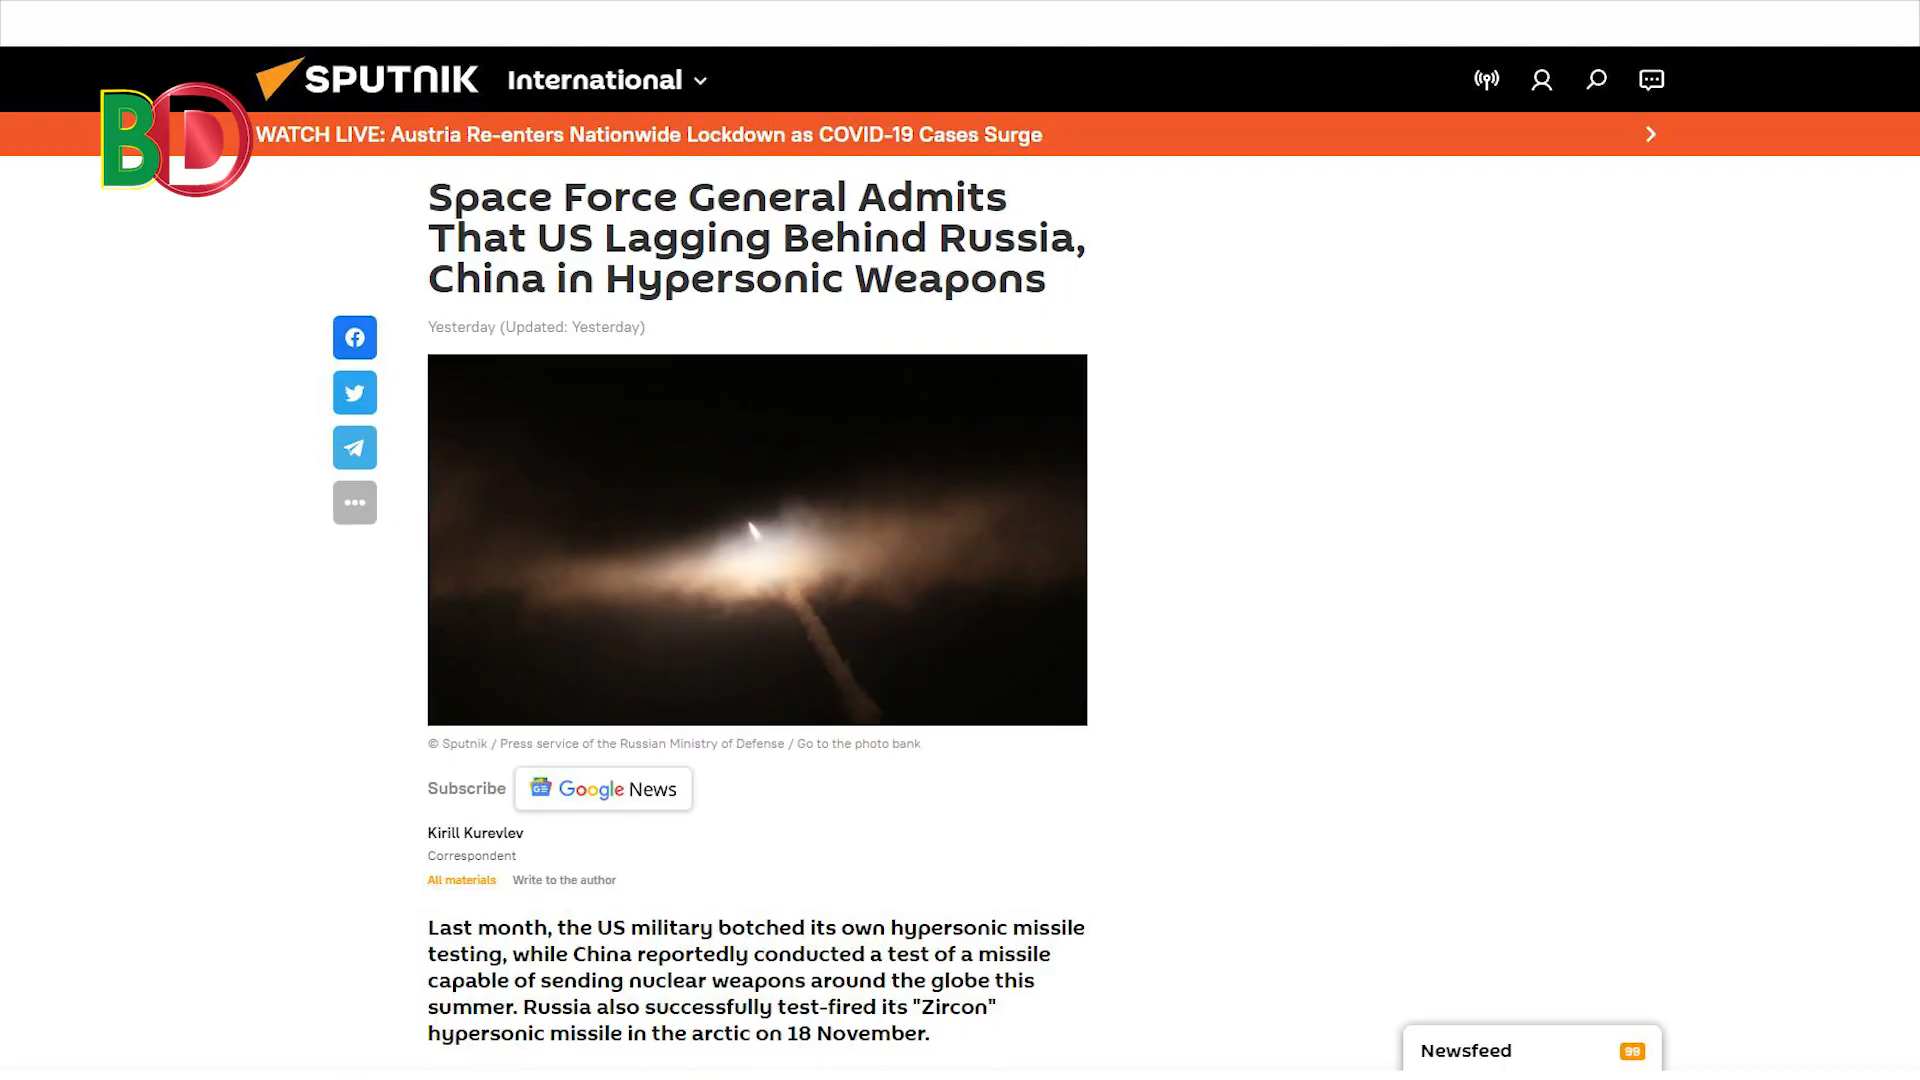 SPUTNIK International
BD
WATCH LIVE: Austria Re-enters Nationwide Lockdown as COVID-19 Cases Surge
Space Force General Admits
That US Lagging Behind Russia,
China in Hypersonic Weapons
Yesterday (Updated: Yesterday)
© Sputnik / Press service of the Russian Ministry of Defense / Go to the photo bank
Subscribe GE Google News
Kirill Kurevlev
Correspondent
All materials Write to the author
Last month, the US military botched its own hypersonic missile
testing, while China reportedly conducted a test of a missile
capable of sending nuclear weapons around the globe this
summer. Russia also successfully test-fired its "Zircon"
hypersonic missile in the arctic on 18 November.
Newsfeed 99